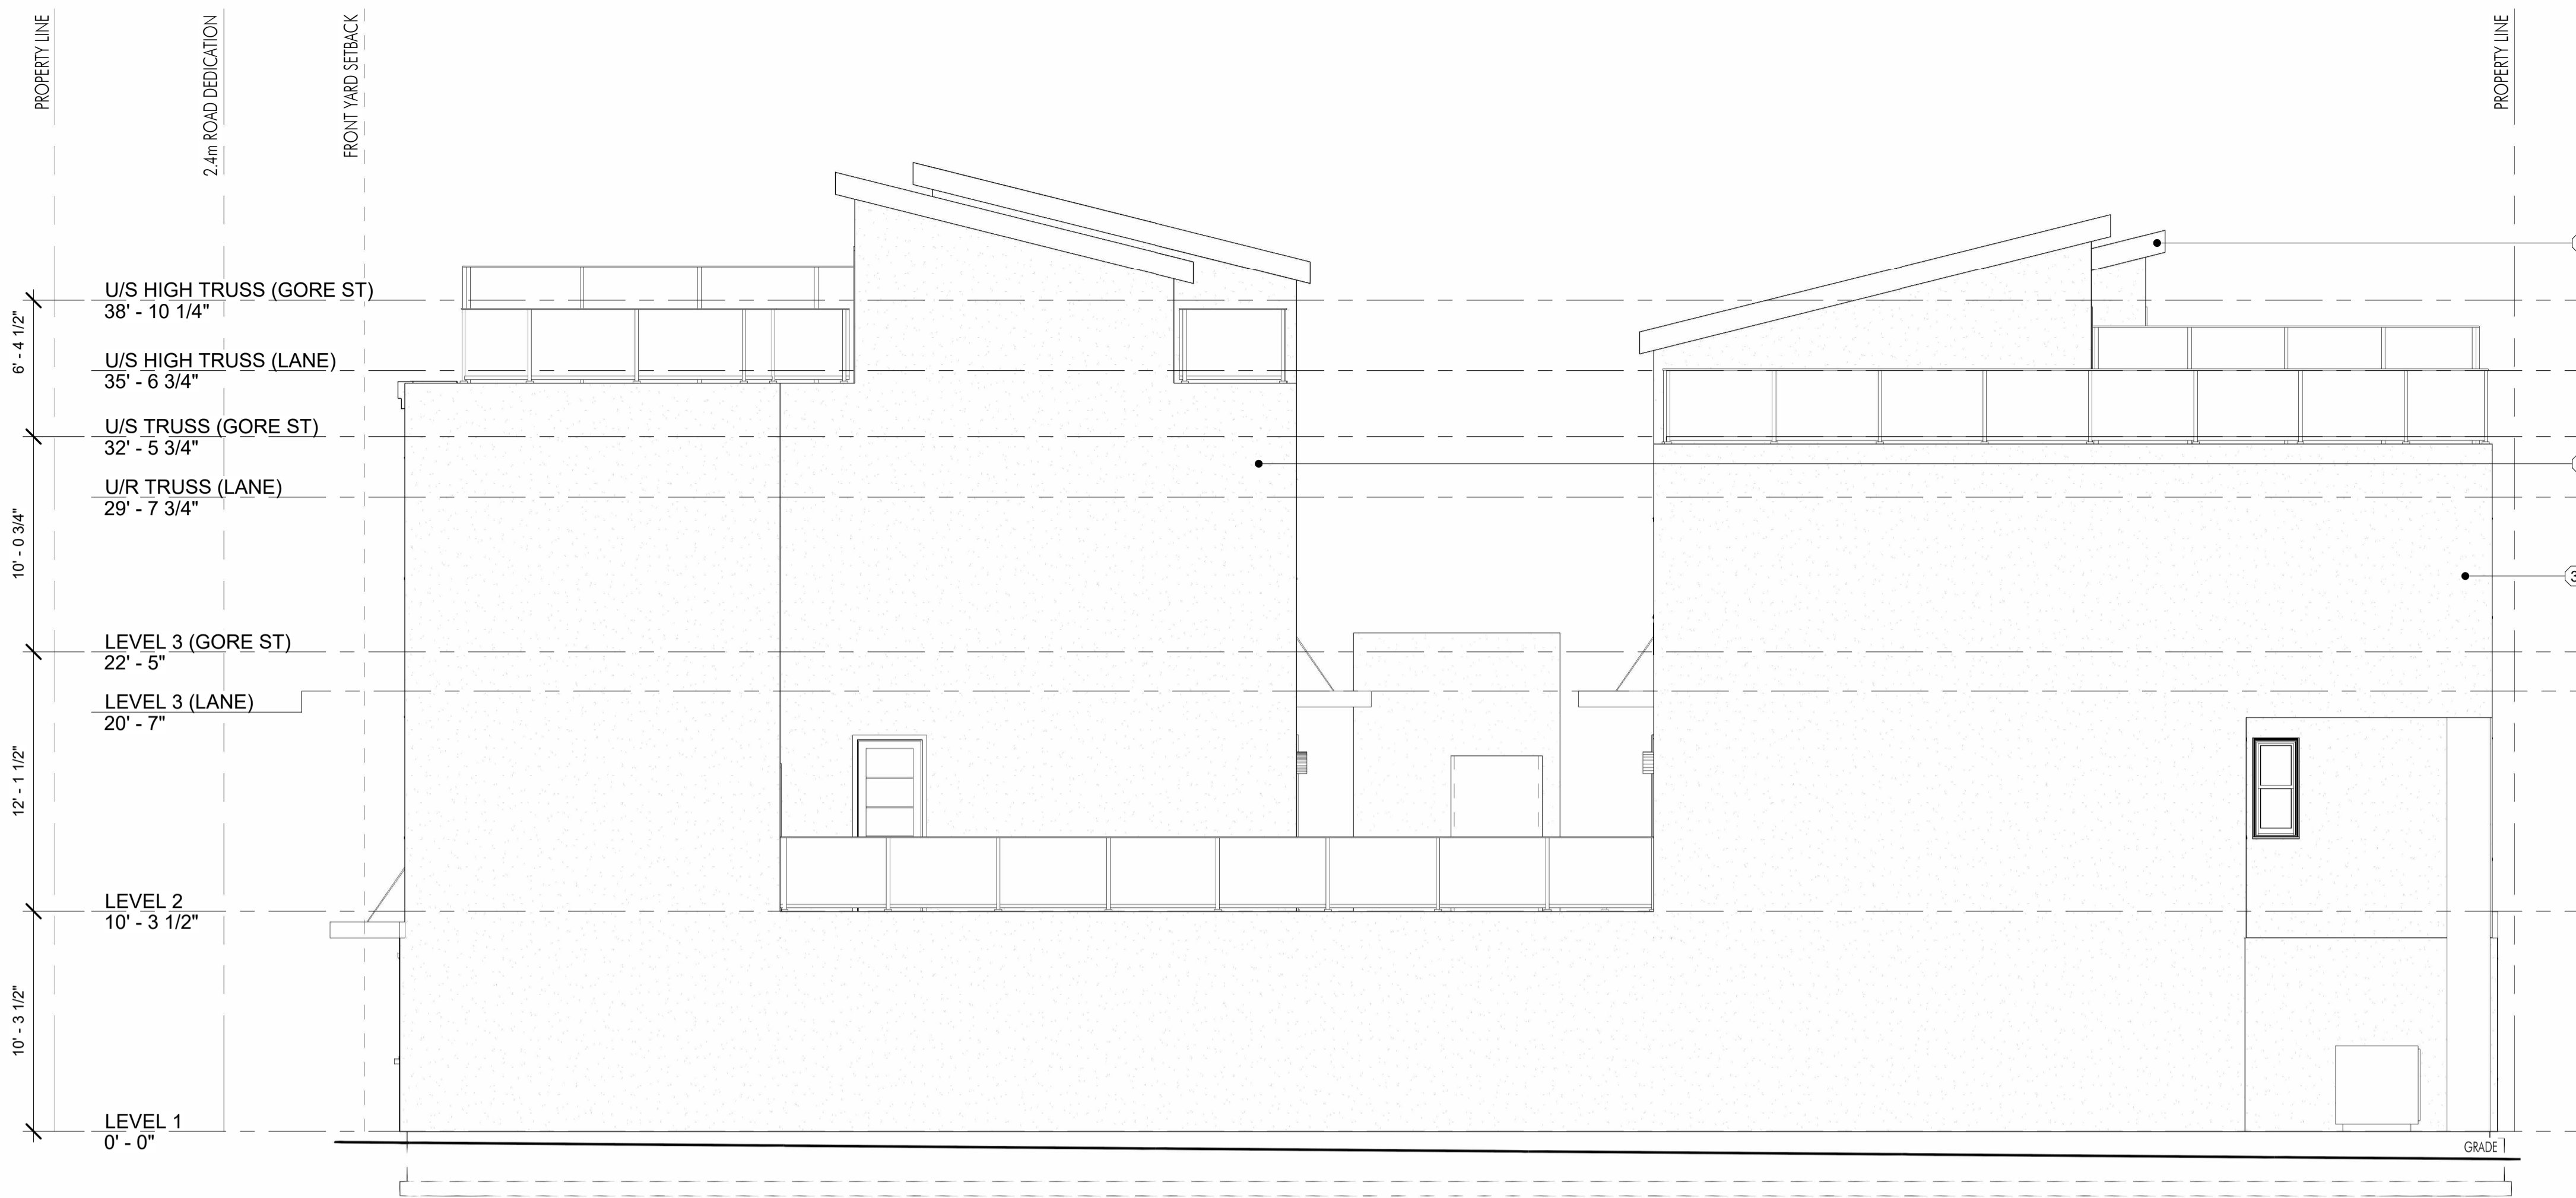 PROPERTY LINE
2.4m ROAD DEDICATION
FRONT YARD SETBACK
PROPERTY LINE
U/S HIGH TRUSS (GORE ST)
38' - 10 1/4"
6' - 4 1/2"
U/S HIGH TRUSS (LANE)
35' - 6 3/4"
U/S TRUSS (GORE ST)
32' - 5 3/4"
U/R TRUSS (LANE)
29' - 7 3/4"
10' - 0 3/4"
3
LEVEL 3 (GORE ST)
22' - 5"
LEVEL 3 (LANE)
20' - 7"
12' - 1 1/2"
LEVEL 2
10' - 3 1/2"
10' - 3 1/2"
LEVEL 1
0' - 0"
GRADE